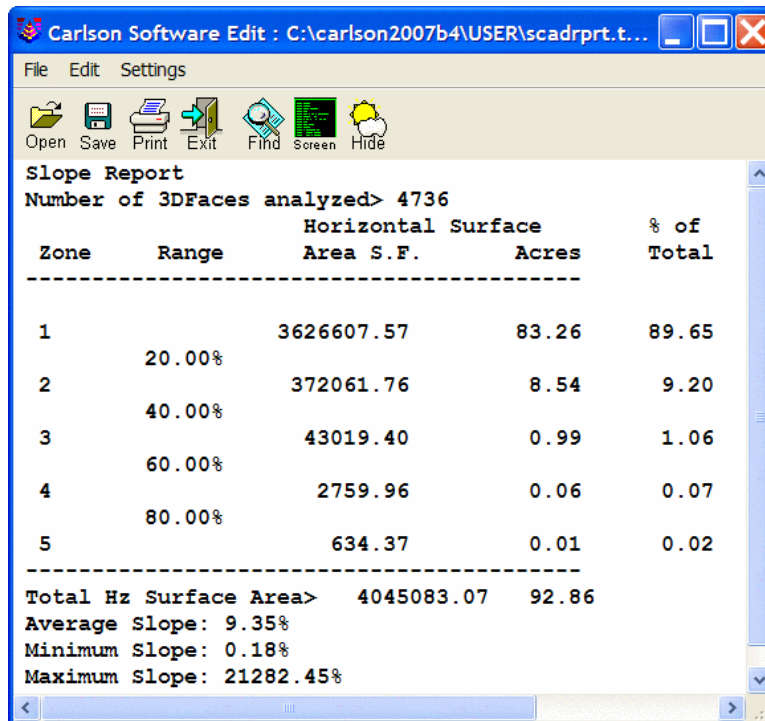 Carlson Software Edit : C:\carlson2007b4\USER\scadrprt.t...
File Edit Settings
Open Save Print Exit Find Screen Hide
Slope Report
Number of 3DFaces analyzed> 4736
Horizontal Surface % of
Zone Range Area S.F. Acres Total
------------------------------------------
1 3626607.57 83.26 89.65
20.00%
2 372061.76 8.54 9.20
40.00%
3 43019.40 0.99 1.06
60.00%
4 2759.96 0.06 0.07
80.00%
5 634.37 0.01 0.02
------------------------------------------
Total Hz Surface Area> 4045083.07 92.86
Average Slope: 9.35%
Minimum Slope: 0.18%
Maximum Slope: 21282.45%